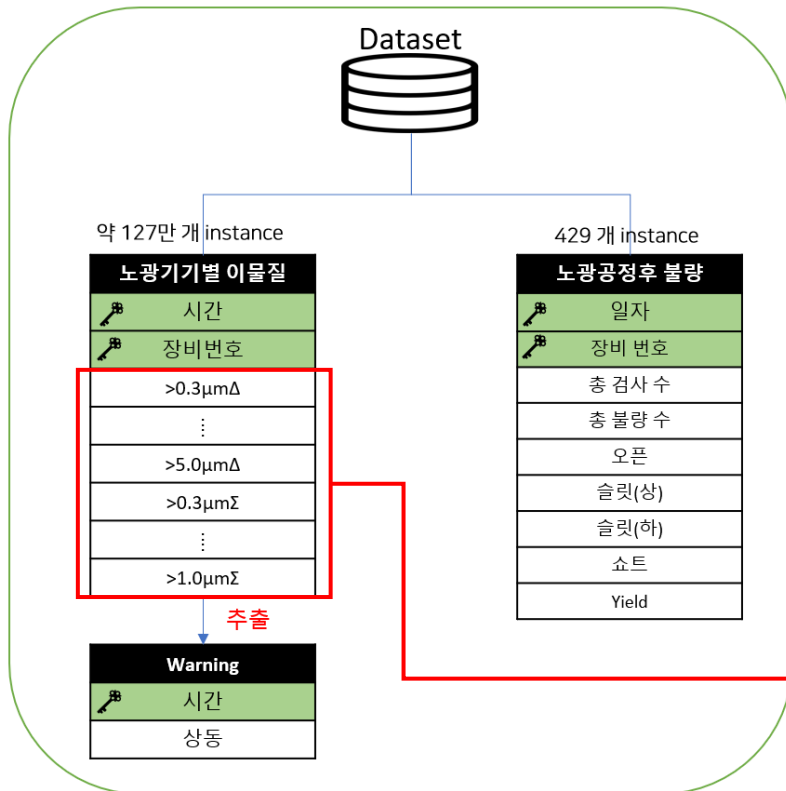 Dataset
약 127만 개 instance
노광기기별 이물질
시간
장비번호
>0.3μmΔ
⋮
>5.0μmΔ
>0.3μmΣ
⋮
>1.0μmΣ
추출
Warning
시간
상동
429 개 instance
노광공정후 불량
일자
장비 번호
총 검사 수
총 불량 수
오픈
슬릿(상)
슬릿(하)
쇼트
Yield